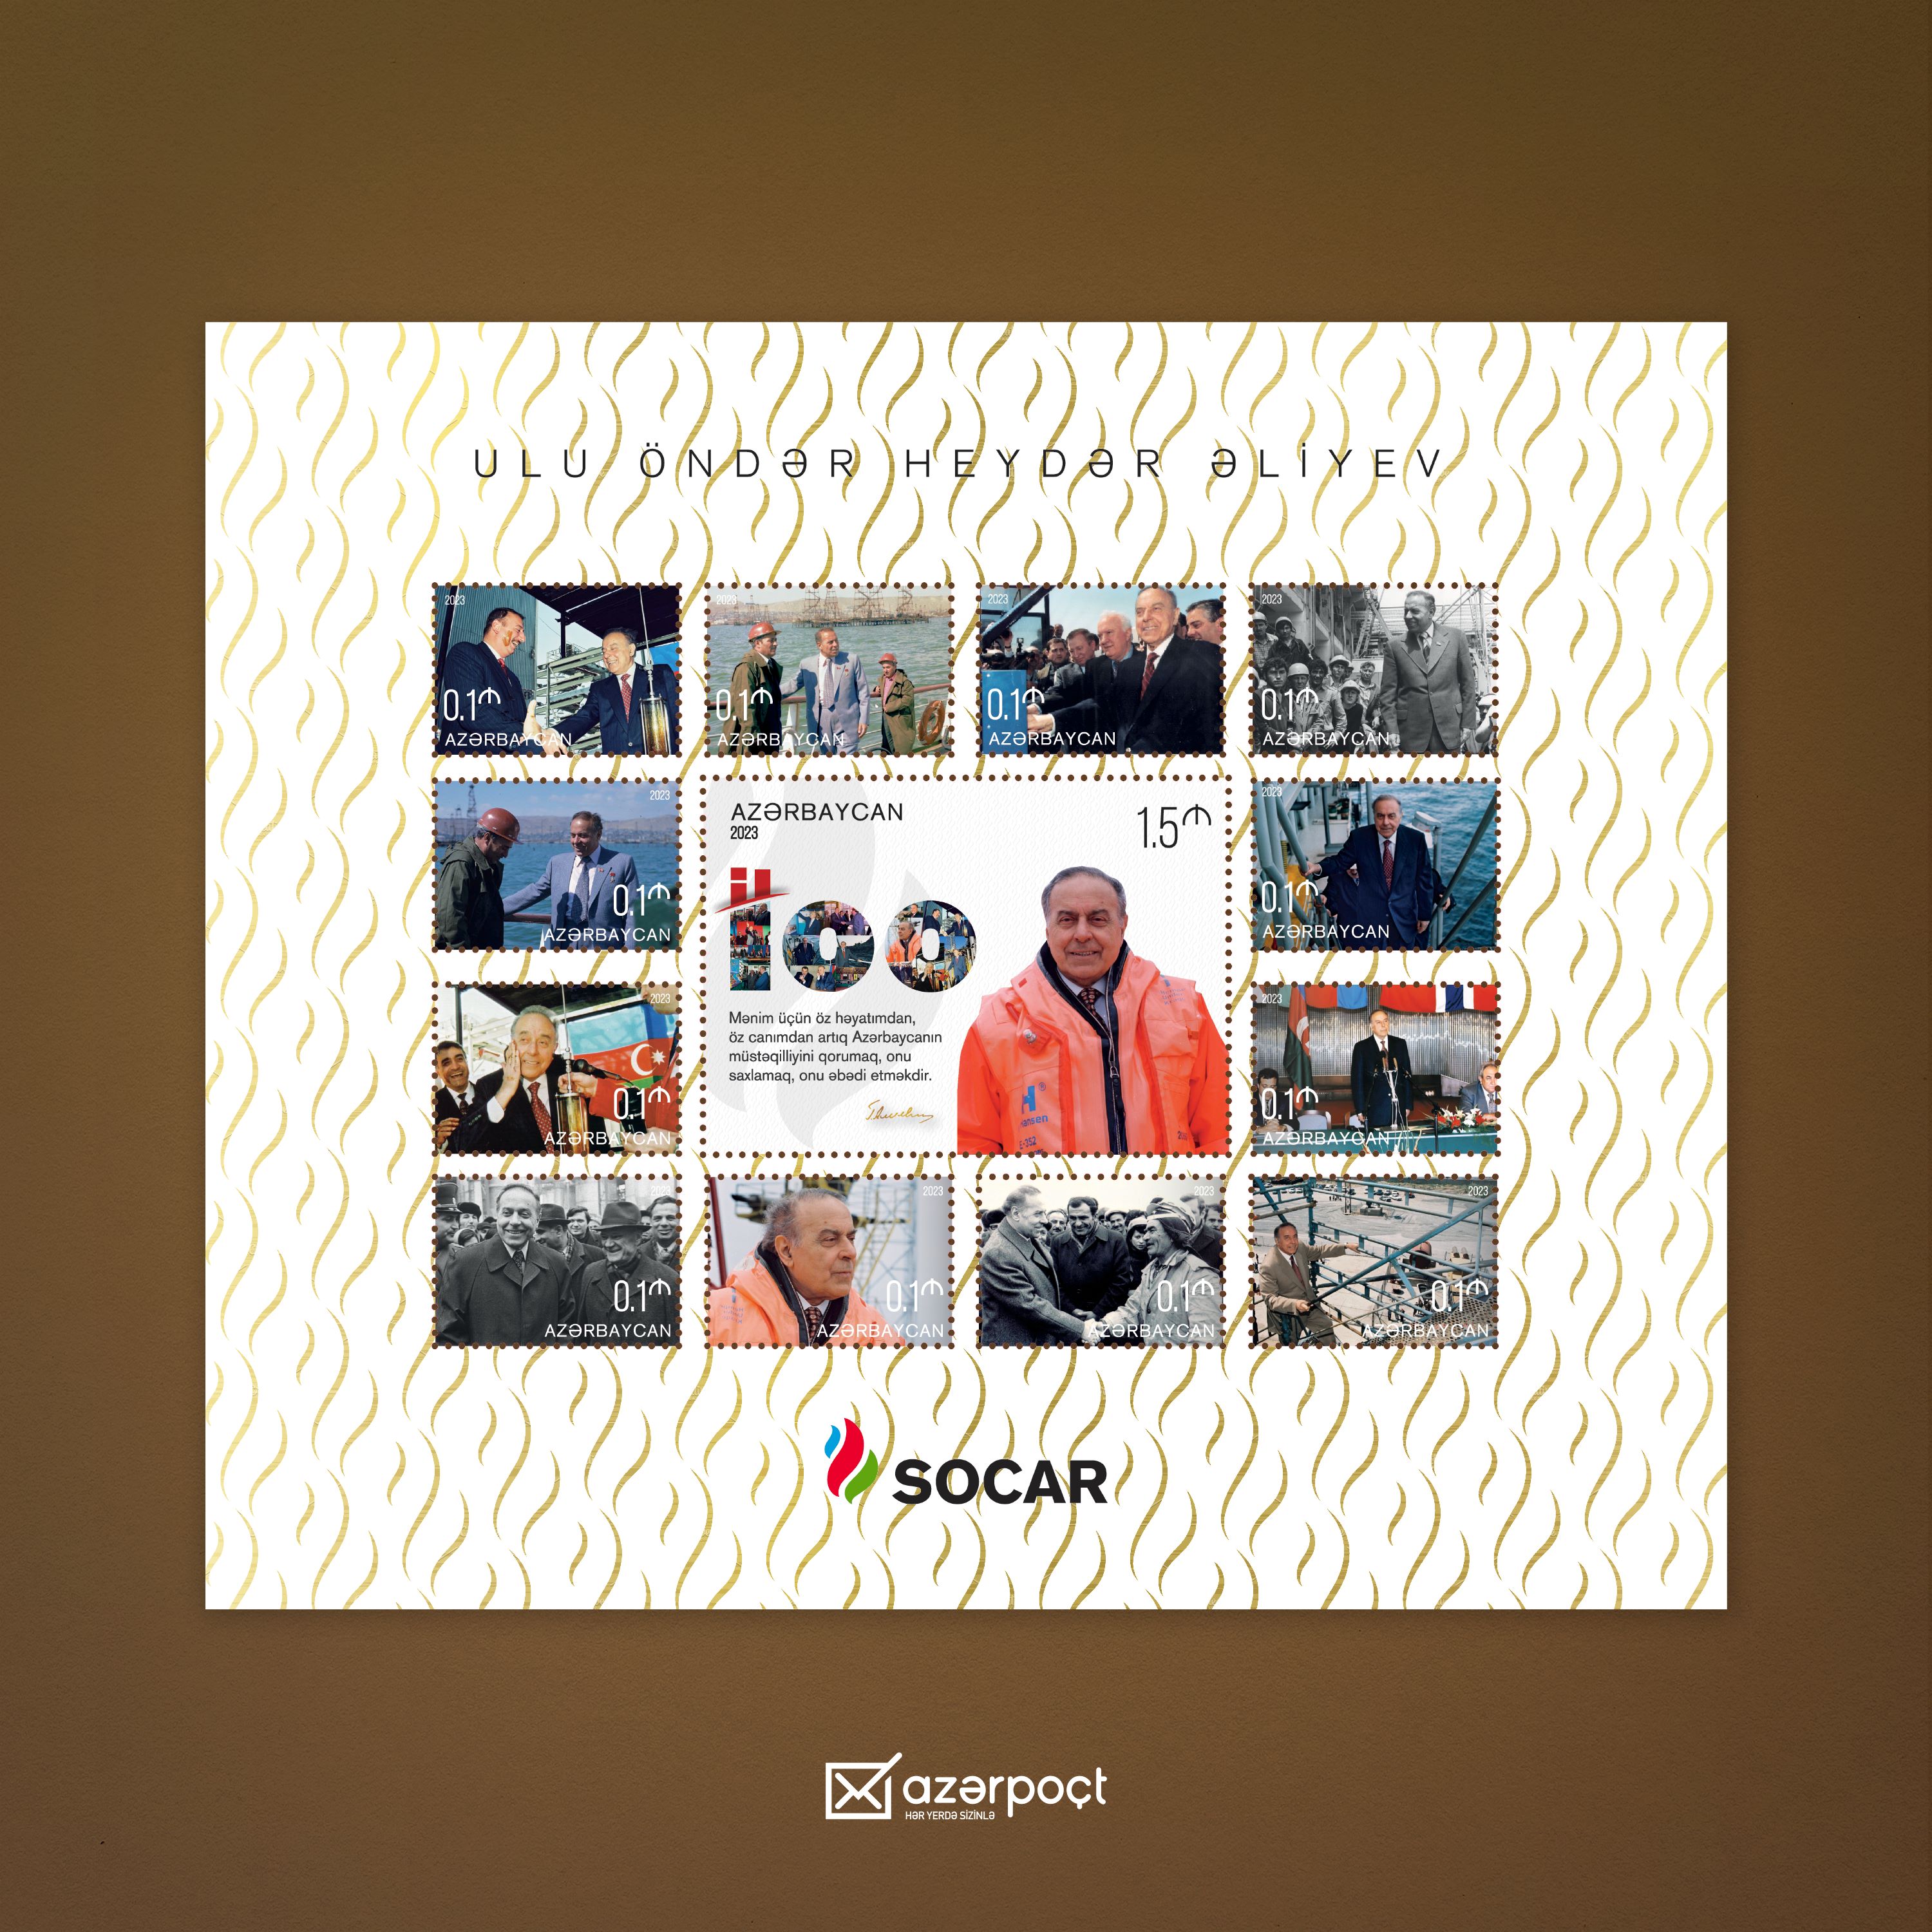 ULU ÖNDƏR HEYDƏR ƏLİYEV
2023
0.1₼
AZƏRBAYCAN
2023
0.1₼
AZƏRBAYCAN
2023
0.1₼
AZƏRBAYCAN
2023
0.1₼
AZƏRBAYCAN
2023
0.1₼
AZƏRBAYCAN
AZƏRBAYCAN
2023
1.5₼
il
100
Mənim üçün öz həyatımdan,
öz canımdan artıq Azərbaycanın
müstəqilliyini qorumaq, onu
saxlamaq, onu əbədi etməkdir.
H®
ansen
E-352
2023
0.1₼
AZƏRBAYCAN
2023
0.1₼
AZƏRBAYCAN
2023
0.1₼
AZƏRBAYCAN
2023
0.1₼
AZƏRBAYCAN
2023
0.1₼
AZƏRBAYCAN
2023
0.1₼
AZƏRBAYCAN
2023
0.1₼
AZƏRBAYCAN
SOCAR
azərpoçt
HƏR YERDƏ SİZİNLƏ